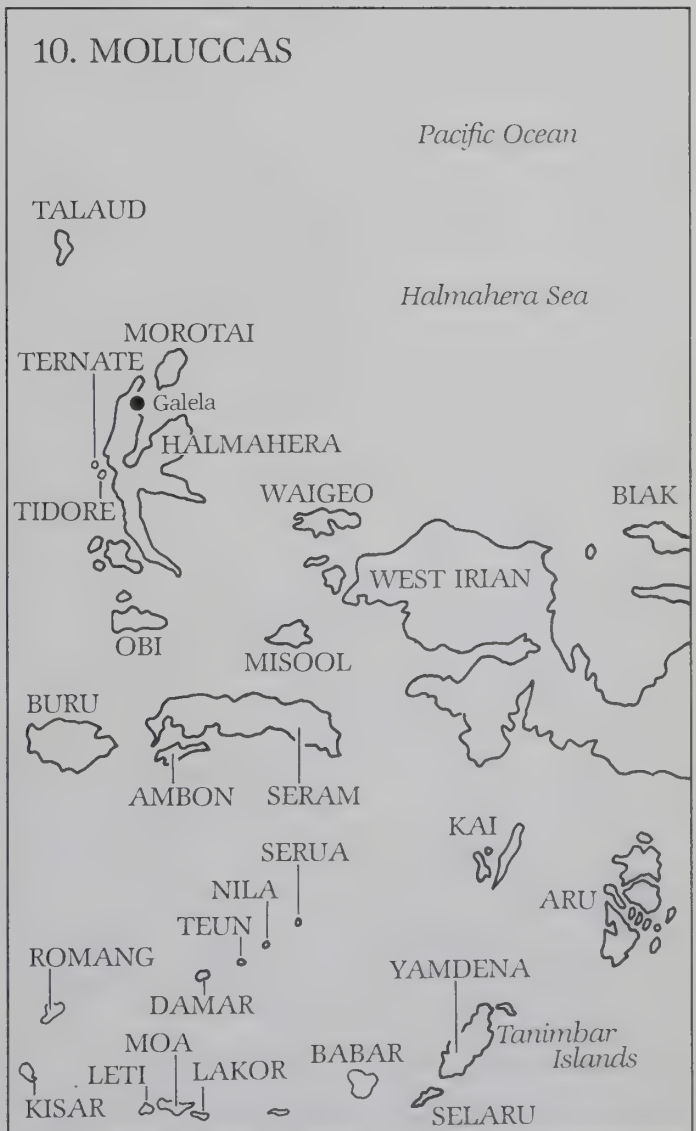 10. MOLUCCAS
Pacific Ocean
TALAUD
Halmahera Sea
MOROTAI
TERNATE
Galela
HALMAHERA
TIDORE
WAIGEO
BIAK
WEST IRIAN
OBI
MISOOL
BURU
AMBON
SERAM
KAI
SERUA
NILA
ARU
TEUN
ROMANG
YAMDENA
DAMAR
MOA
Tanimbar
Islands
BABAR
LETI
LAKOR
KISAR
SELARU